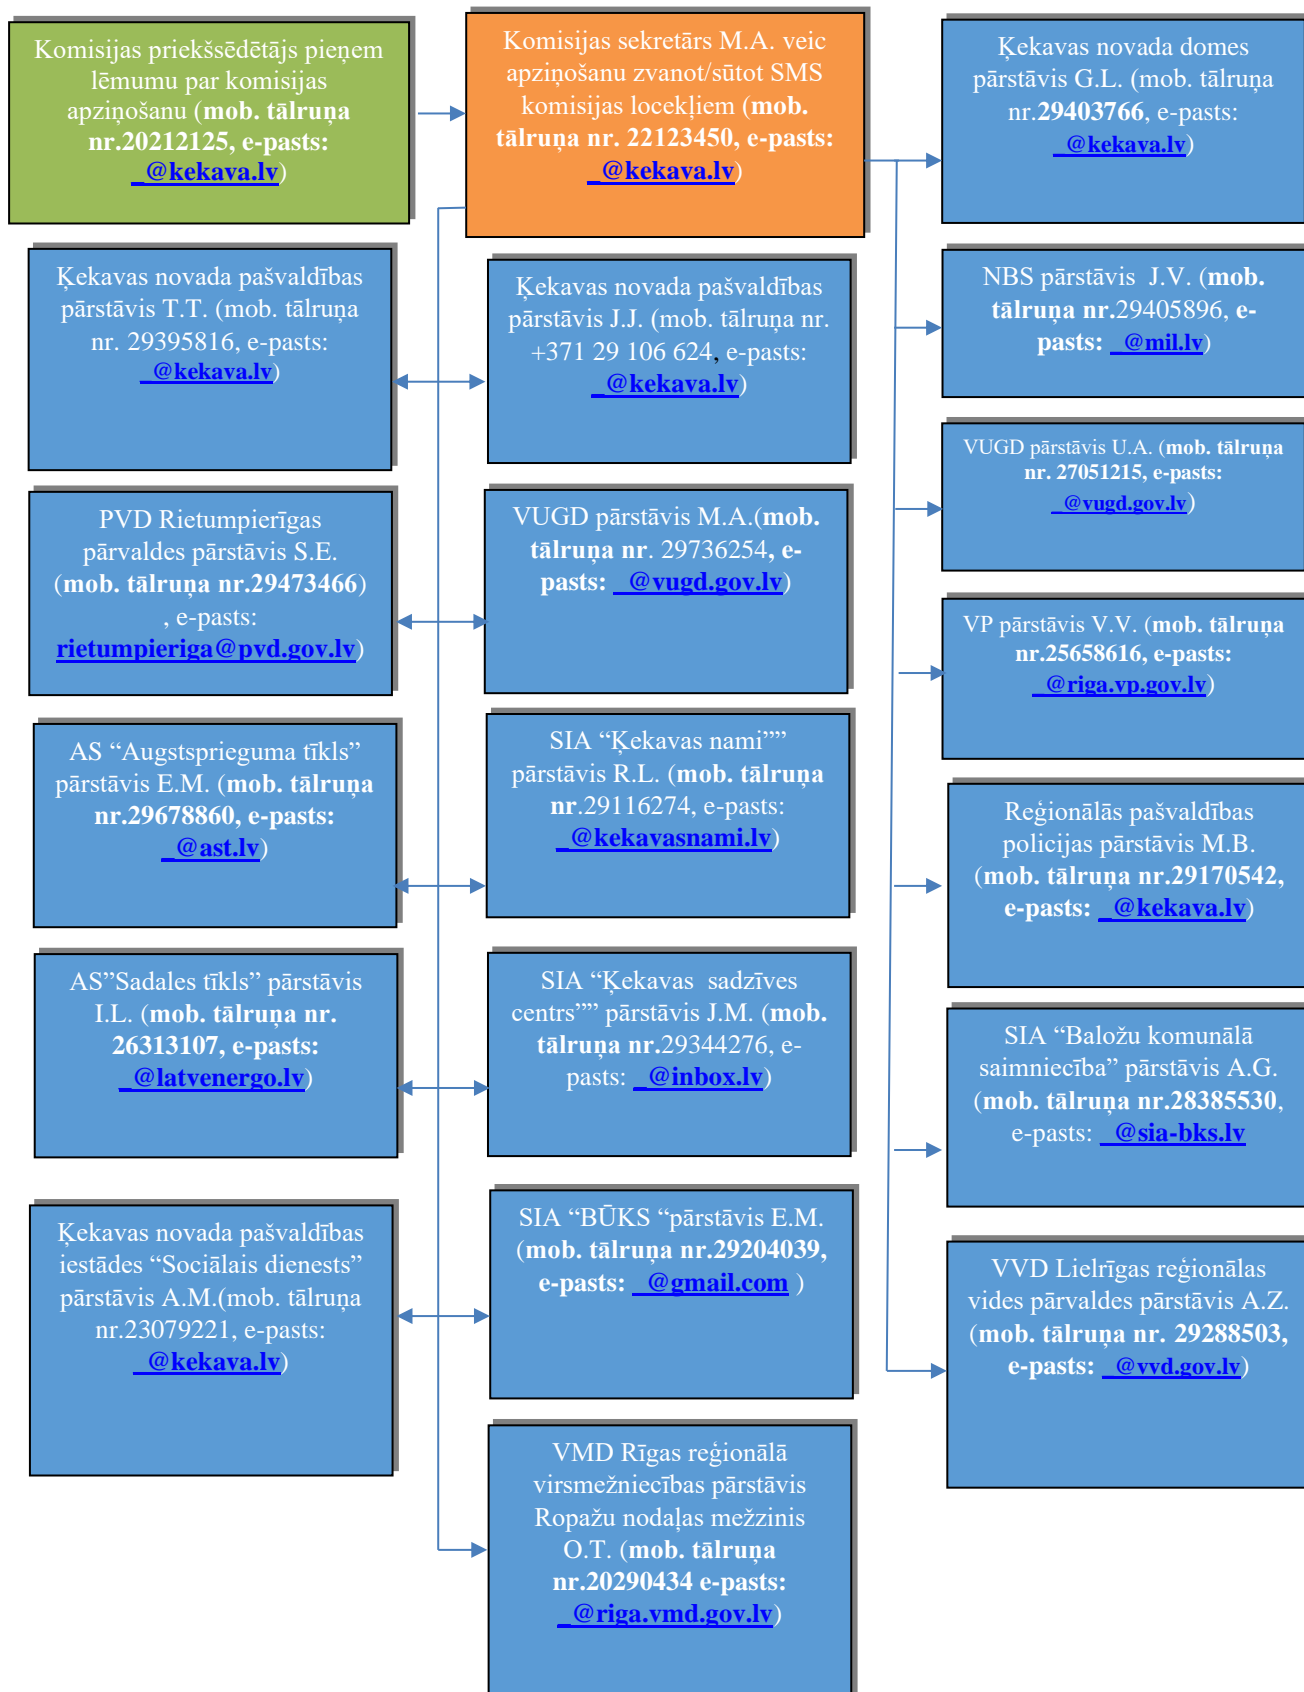 Komisijas priekšsēdētājs pieņem
lēmumu par komisijas
apziņošanu (mob. tālruņa
nr.20212125, e-pasts:
_@kekava.lv)
Komisijas sekretārs M.A. veic
apziņošanu zvanot/sūtot SMS
komisijas locekļiem (mob.
tālruņa nr. 22123450, e-pasts:
_@kekava.lv)
Ķekavas novada domes
pārstāvis G.L. (mob. tālruņa
nr.29403766, e-pasts:
_@kekava.lv)
Ķekavas novada pašvaldības
pārstāvis T.T. (mob. tālruņa
nr. 29395816, e-pasts:
_@kekava.lv)
Ķekavas novada pašvaldības
pārstāvis J.J. (mob. tālruņa nr.
+371 29 106 624, e-pasts:
_@kekava.lv)
NBS pārstāvis J.V. (mob.
tālruņa nr.29405896, e-
pasts: _@mil.lv)
VUGD pārstāvis U.A. (mob. tālruņa
nr. 27051215, e-pasts:
_@vugd.gov.lv)
PVD Rietumpierīgas
pārvaldes pārstāvis S.E.
(mob. tālruņa nr.29473466)
, e-pasts:
rietumpieriga@pvd.gov.lv)
VUGD pārstāvis M.A.(mob.
tālruņa nr. 29736254, e-
pasts: _@vugd.gov.lv)
VP pārstāvis V.V. (mob. tālruņa
nr.25658616, e-pasts:
_@riga.vp.gov.lv)
AS “Augstsprieguma tīkls”
pārstāvis E.M. (mob. tālruņa
nr.29678860, e-pasts:
_@ast.lv)
SIA “Ķekavas nami””
pārstāvis R.L. (mob. tālruņa
nr.29116274, e-pasts:
_@kekavasnami.lv)
Reģionālās pašvaldības
policijas pārstāvis M.B.
(mob. tālruņa nr.29170542,
e-pasts: _@kekava.lv)
AS”Sadales tīkls” pārstāvis
I.L. (mob. tālruņa nr.
26313107, e-pasts:
_@latvenergo.lv)
SIA “Ķekavas sadzīves
centrs”” pārstāvis J.M. (mob.
tālruņa nr.29344276, e-
pasts: _@inbox.lv)
SIA “Baložu komunālā
saimniecība” pārstāvis A.G.
(mob. tālruņa nr.28385530,
e-pasts: _@sia-bks.lv
Ķekavas novada pašvaldības
iestādes “Sociālais dienests”
pārstāvis A.M.(mob. tālruņa
nr.23079221, e-pasts:
_@kekava.lv)
SIA “BŪKS “pārstāvis E.M.
(mob. tālruņa nr.29204039,
e-pasts: _@gmail.com )
VVD Lielrīgas reģionālas
vides pārvaldes pārstāvis A.Z.
(mob. tālruņa nr. 29288503,
e-pasts: _@vvd.gov.lv)
VMD Rīgas reģionālā
virsmežniecības pārstāvis
Ropažu nodaļas mežzinis
O.T. (mob. tālruņa
nr.20290434 e-pasts:
_@riga.vmd.gov.lv)